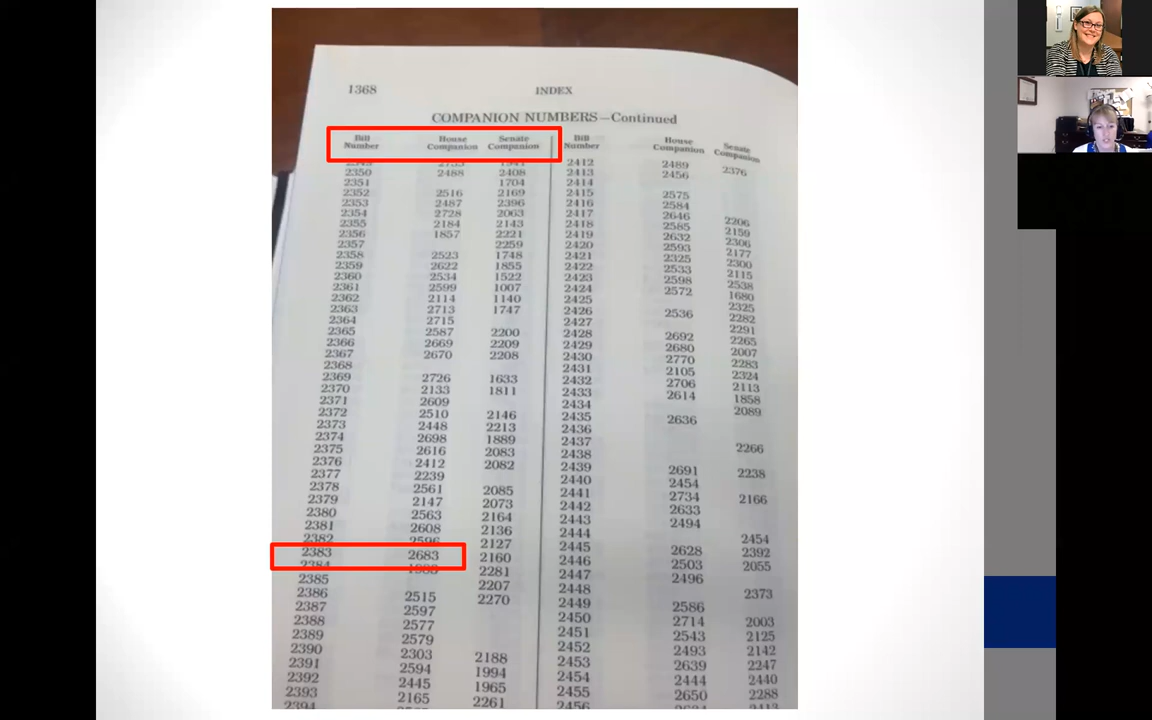 1368 INDEX
COMPANION NUMBERS—Continued
Bill Number House Companion Senate Companion
2350 2488 2408
2351 1704
2352 2516 2169
2353 2487 2396
2354 2728 2063
2355 2184 2143
2356 1857 2221
2357 2259
2358 2523 1748
2359 2622 1855
2360 2534 1522
2361 2599 1007
2362 2114 1140
2363 2713 1747
2364 2715
2365 2587 2200
2366 2669 2209
2367 2670 2208
2368
2369 2726 1633
2370 2133 1811
2371 2609
2372 2510 2146
2373 2448 2213
2374 2698 1889
2375 2616 2083
2376 2412 2082
2377 2239
2378 2561 2085
2379 2147 2073
2380 2563 2164
2381 2608 2136
2382 2596 2127
2383 2683 2160
2384 2281
2385 2207
2386 2515 2270
2387 2597
2388 2577
2389 2579
2390 2303 2188
2391 2594 1994
2392 2445 1965
2393 2165 2261
2394
Bill Number House Companion Senate Companion
2412 2489 2376
2413 2456
2414
2415 2575
2416 2584
2417 2646 2206
2418 2585 2159
2419 2632 2306
2420 2593 2177
2421 2325 2300
2422 2533 2115
2423 2598 2538
2424 2572 1680
2425 2325
2426 2536 2282
2427 2291
2428 2692 2265
2429 2680 2007
2430 2770 2283
2431 2105 2324
2432 2706 2113
2433 2614 1858
2434 2089
2435 2636
2436
2437 2266
2438
2439 2691 2238
2440 2454
2441 2734 2166
2442 2633
2443 2494
2444 2454
2445 2628 2392
2446 2503 2055
2447 2496
2448 2373
2449 2586
2450 2714 2003
2451 2543 2125
2452 2493 2142
2453 2639 2247
2454 2444 2440
2455 2650 2288
2456